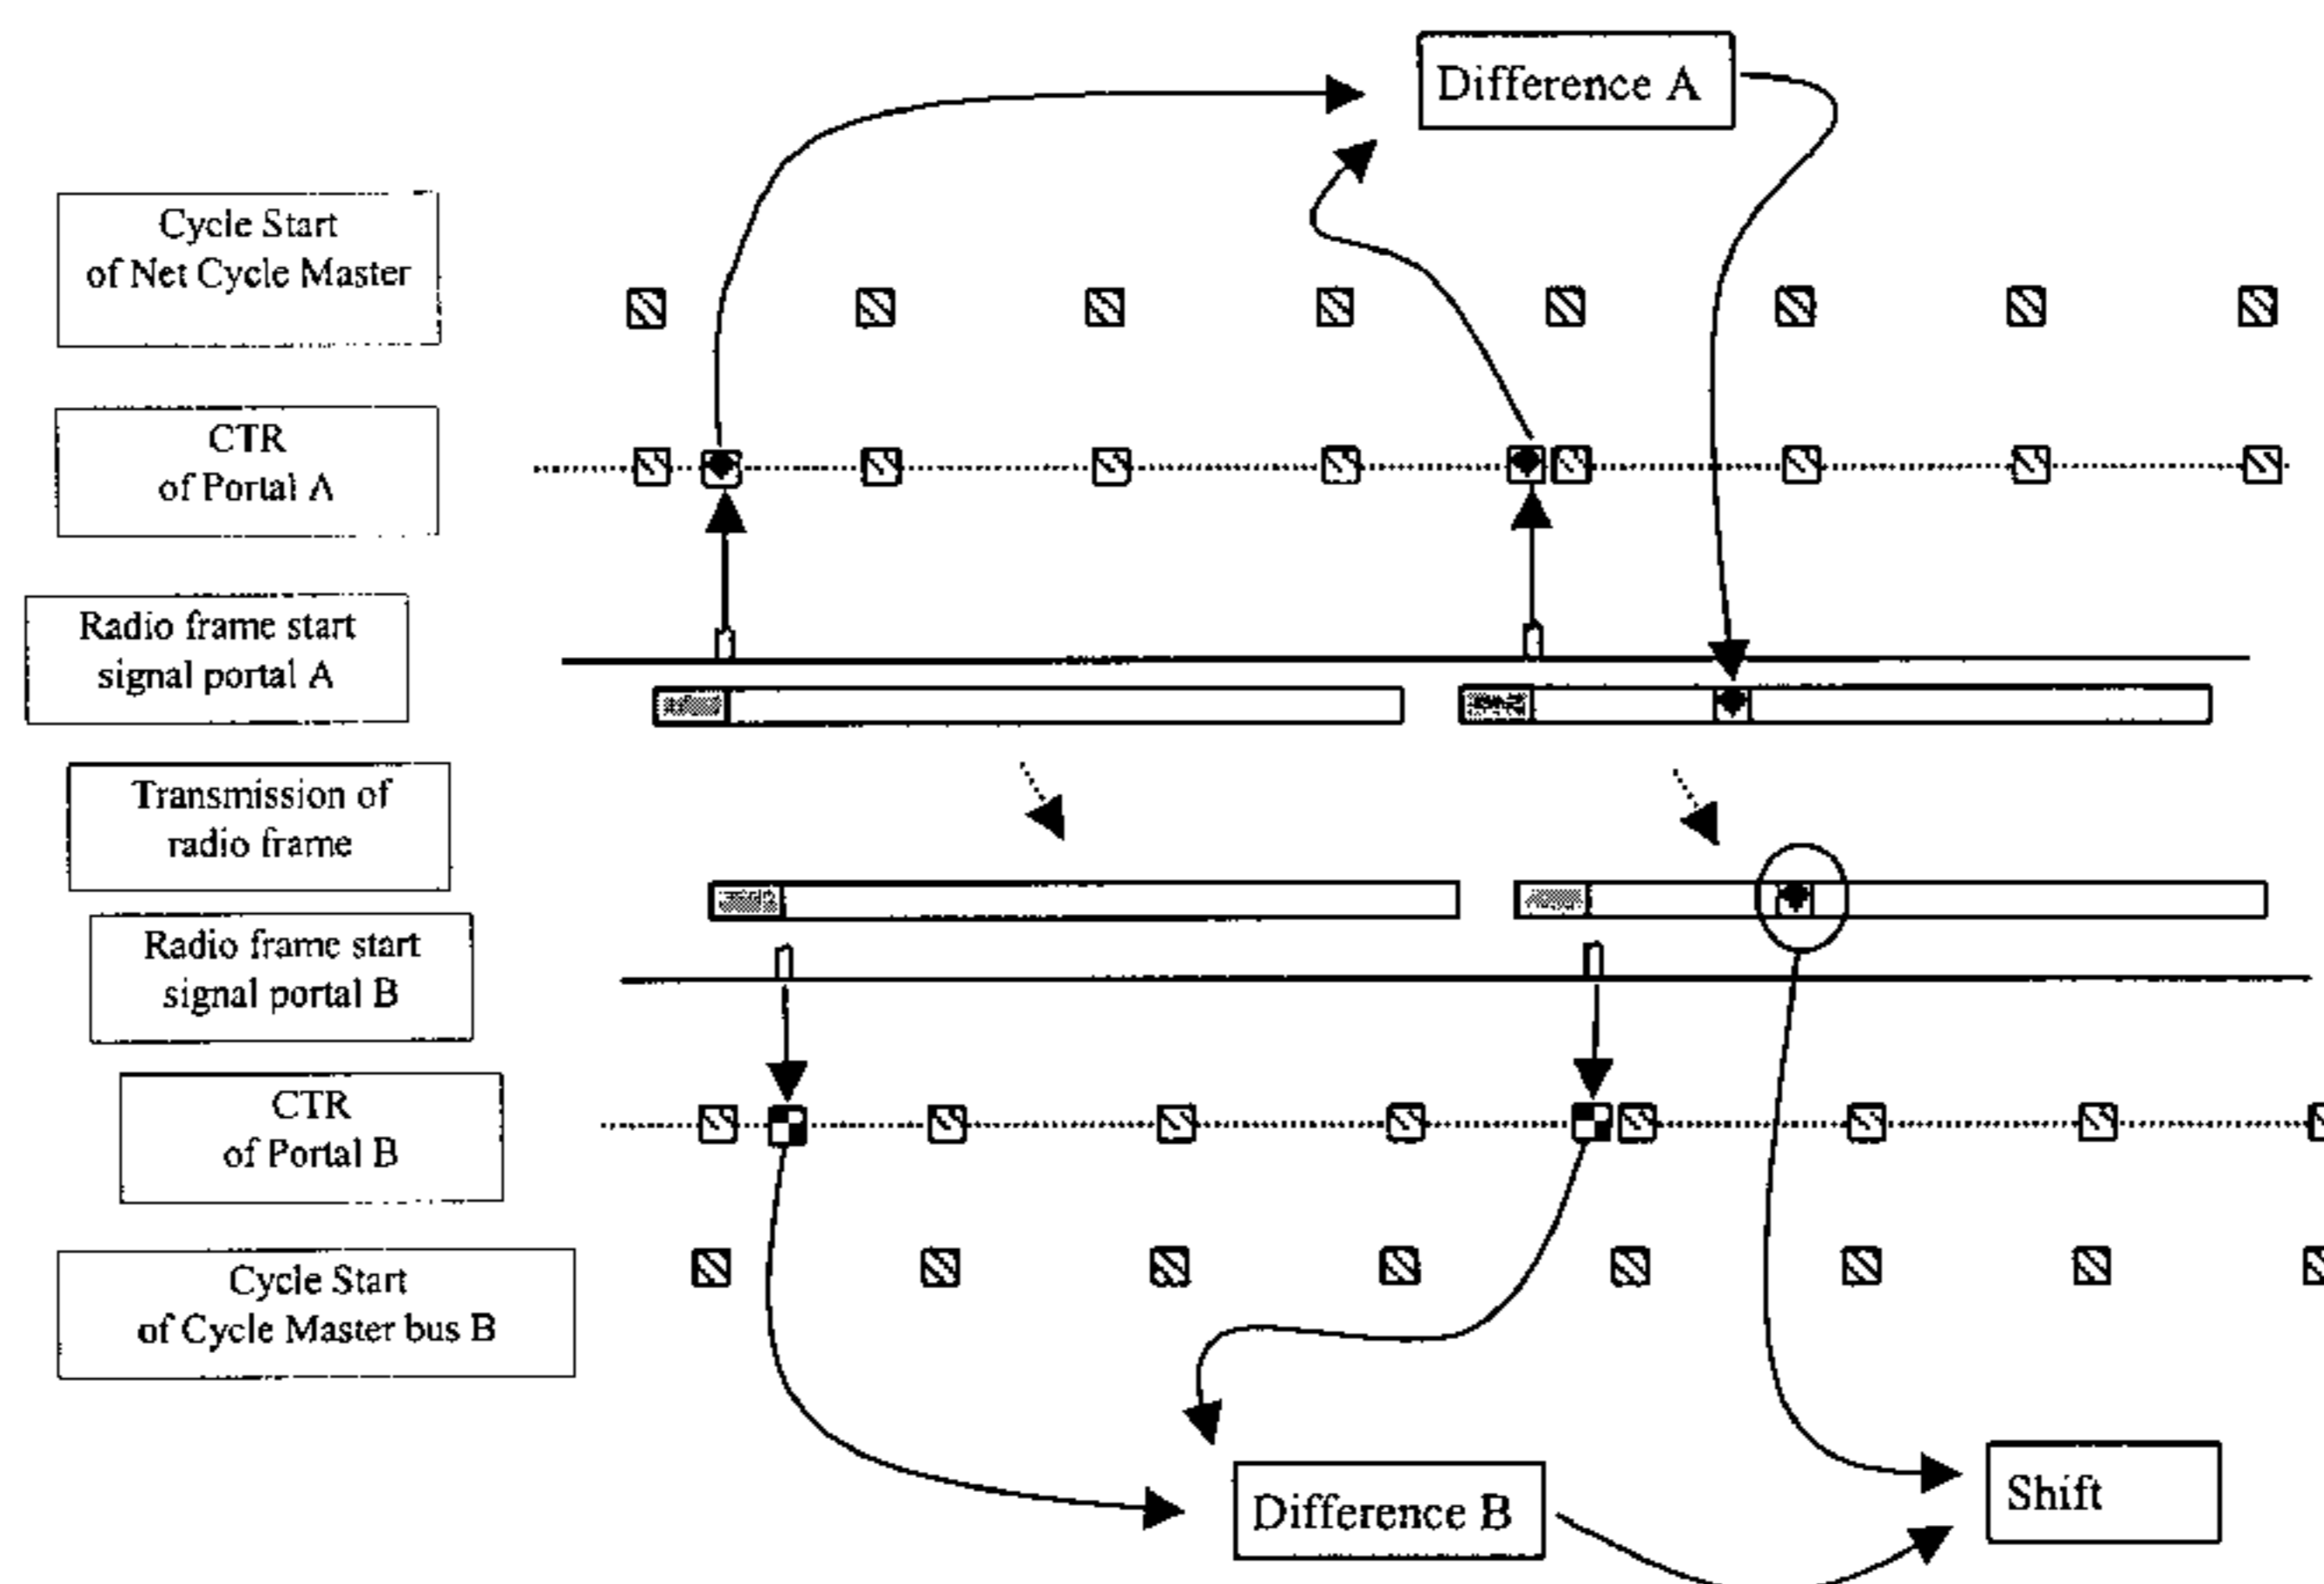 Difference A
Cycle Start
of Net Cycle Master
CTR
of Portal A
Radio frame start
signal portal A
Transmission of
radio frame
Radio frame start
signal portal B
CTR
of Portal B
Cycle Start
of Cycle Master bus B
Difference B
Shift